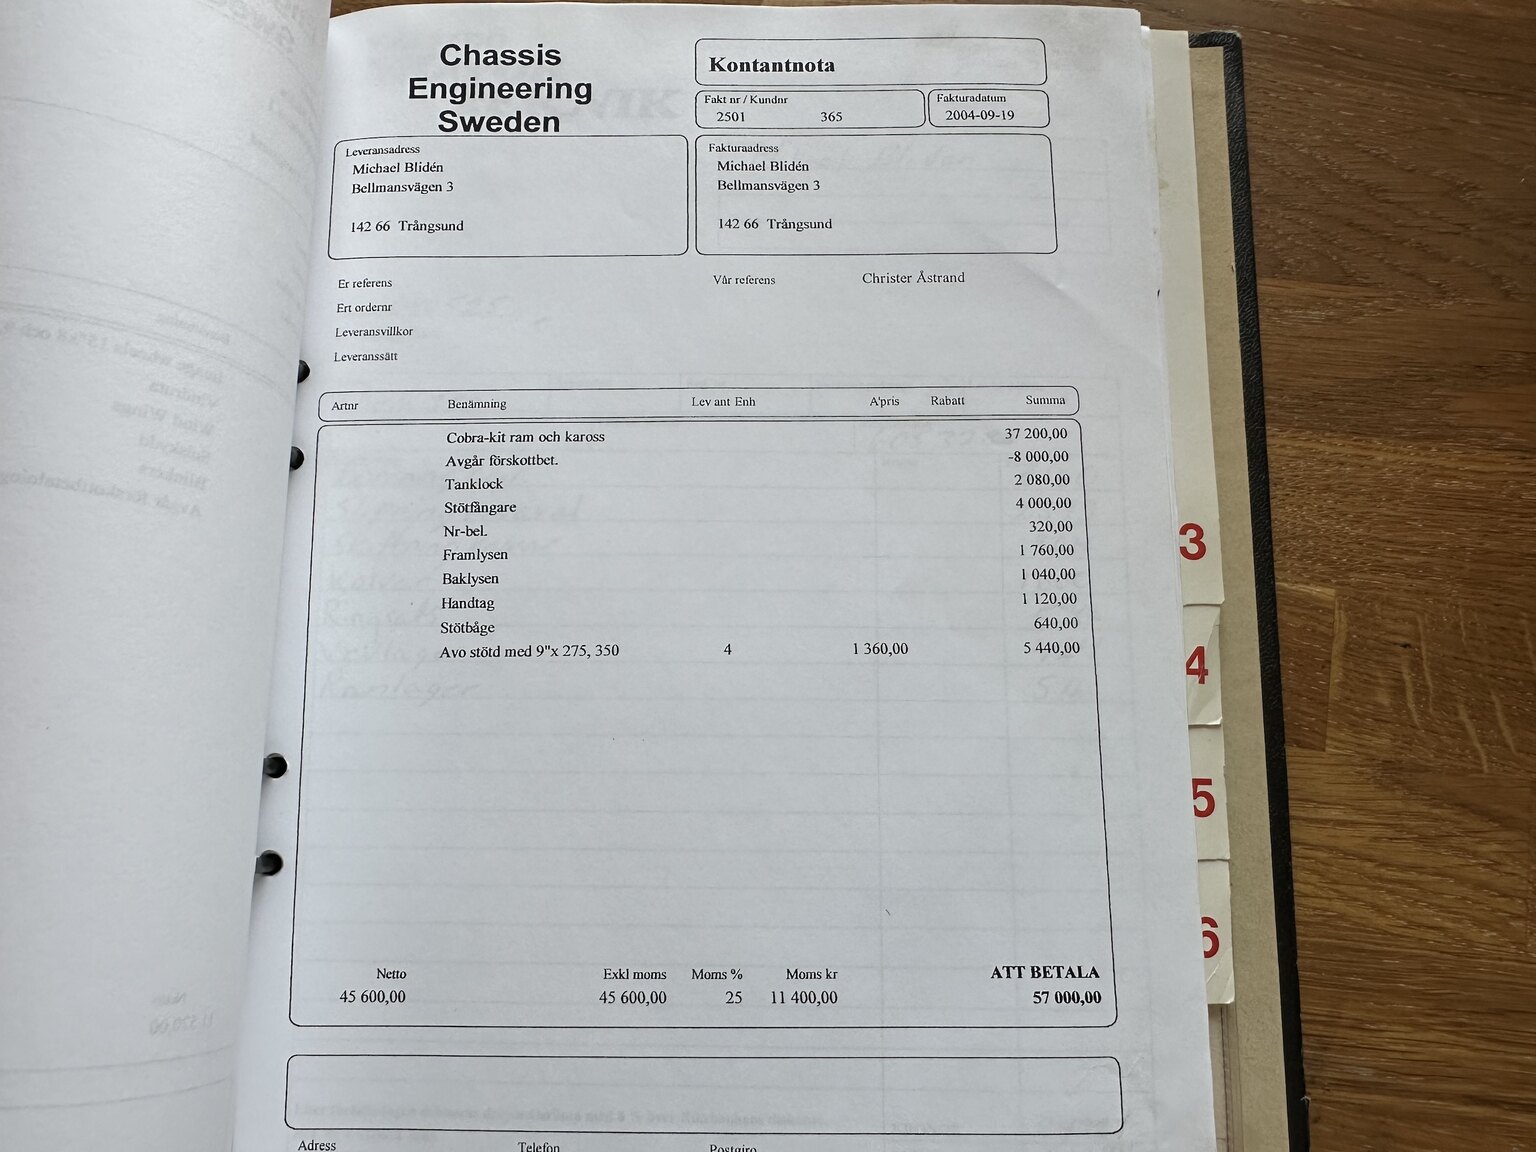 Chassis
Engineering
Sweden
Kontantnota
Fakt nr / Kundnr
2501 365
Fakturadatum
2004-09-19
Leveransadress
Michael Blidén
Bellmansvägen 3
142 66 Trångsund
Fakturaadress
Michael Blidén
Bellmansvägen 3
142 66 Trångsund
Er referens
Vår referens Christer Åstrand
Ert ordernr
Leveransvillkor
Leveranssätt
Artnr Benämning Lev ant Enh A'pris Rabatt Summa
Cobra-kit ram och kaross 37 200,00
Avgår förskottbet. -8 000,00
Tanklock 2 080,00
Stötfångare 4 000,00
Nr-bel. 320,00
Framlysen 1 760,00
Baklysen 1 040,00
Handtag 1 120,00
Stötbåge 640,00
Avo stötd med 9"x 275, 350 4 1 360,00 5 440,00
Netto Exkl moms Moms % Moms kr ATT BETALA
45 600,00 45 600,00 25 11 400,00 57 000,00
Adress Telefon Postgiro
3
4
5
6